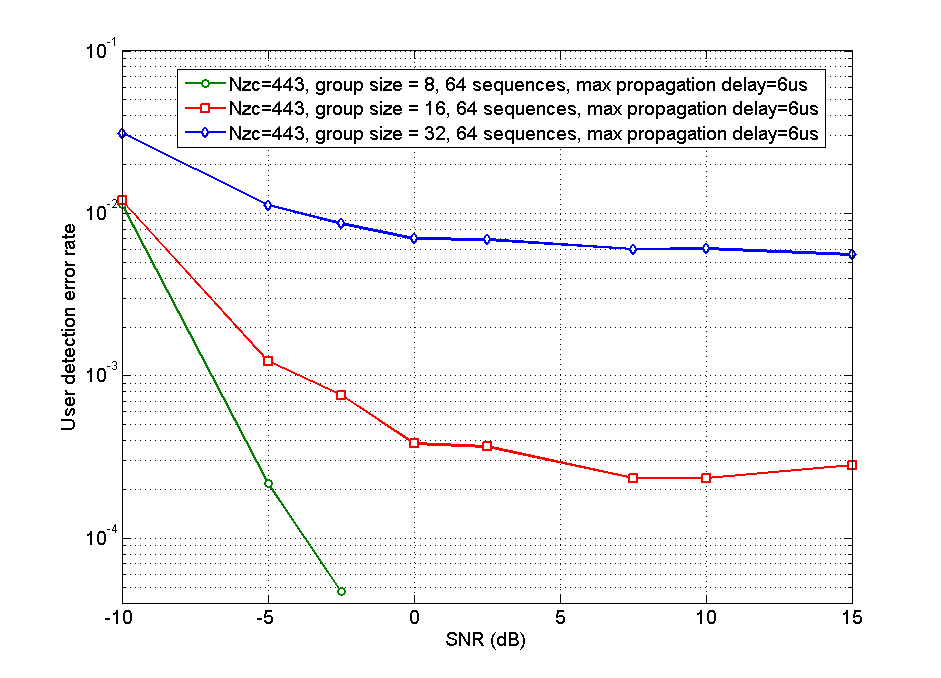 10^-1
Nzc=443, group size = 8, 64 sequences, max propagation delay=6us
Nzc=443, group size = 16, 64 sequences, max propagation delay=6us
Nzc=443, group size = 32, 64 sequences, max propagation delay=6us
10^-2
10^-3
10^-4
User detection error rate
-10 -5 0 5 10 15
SNR (dB)